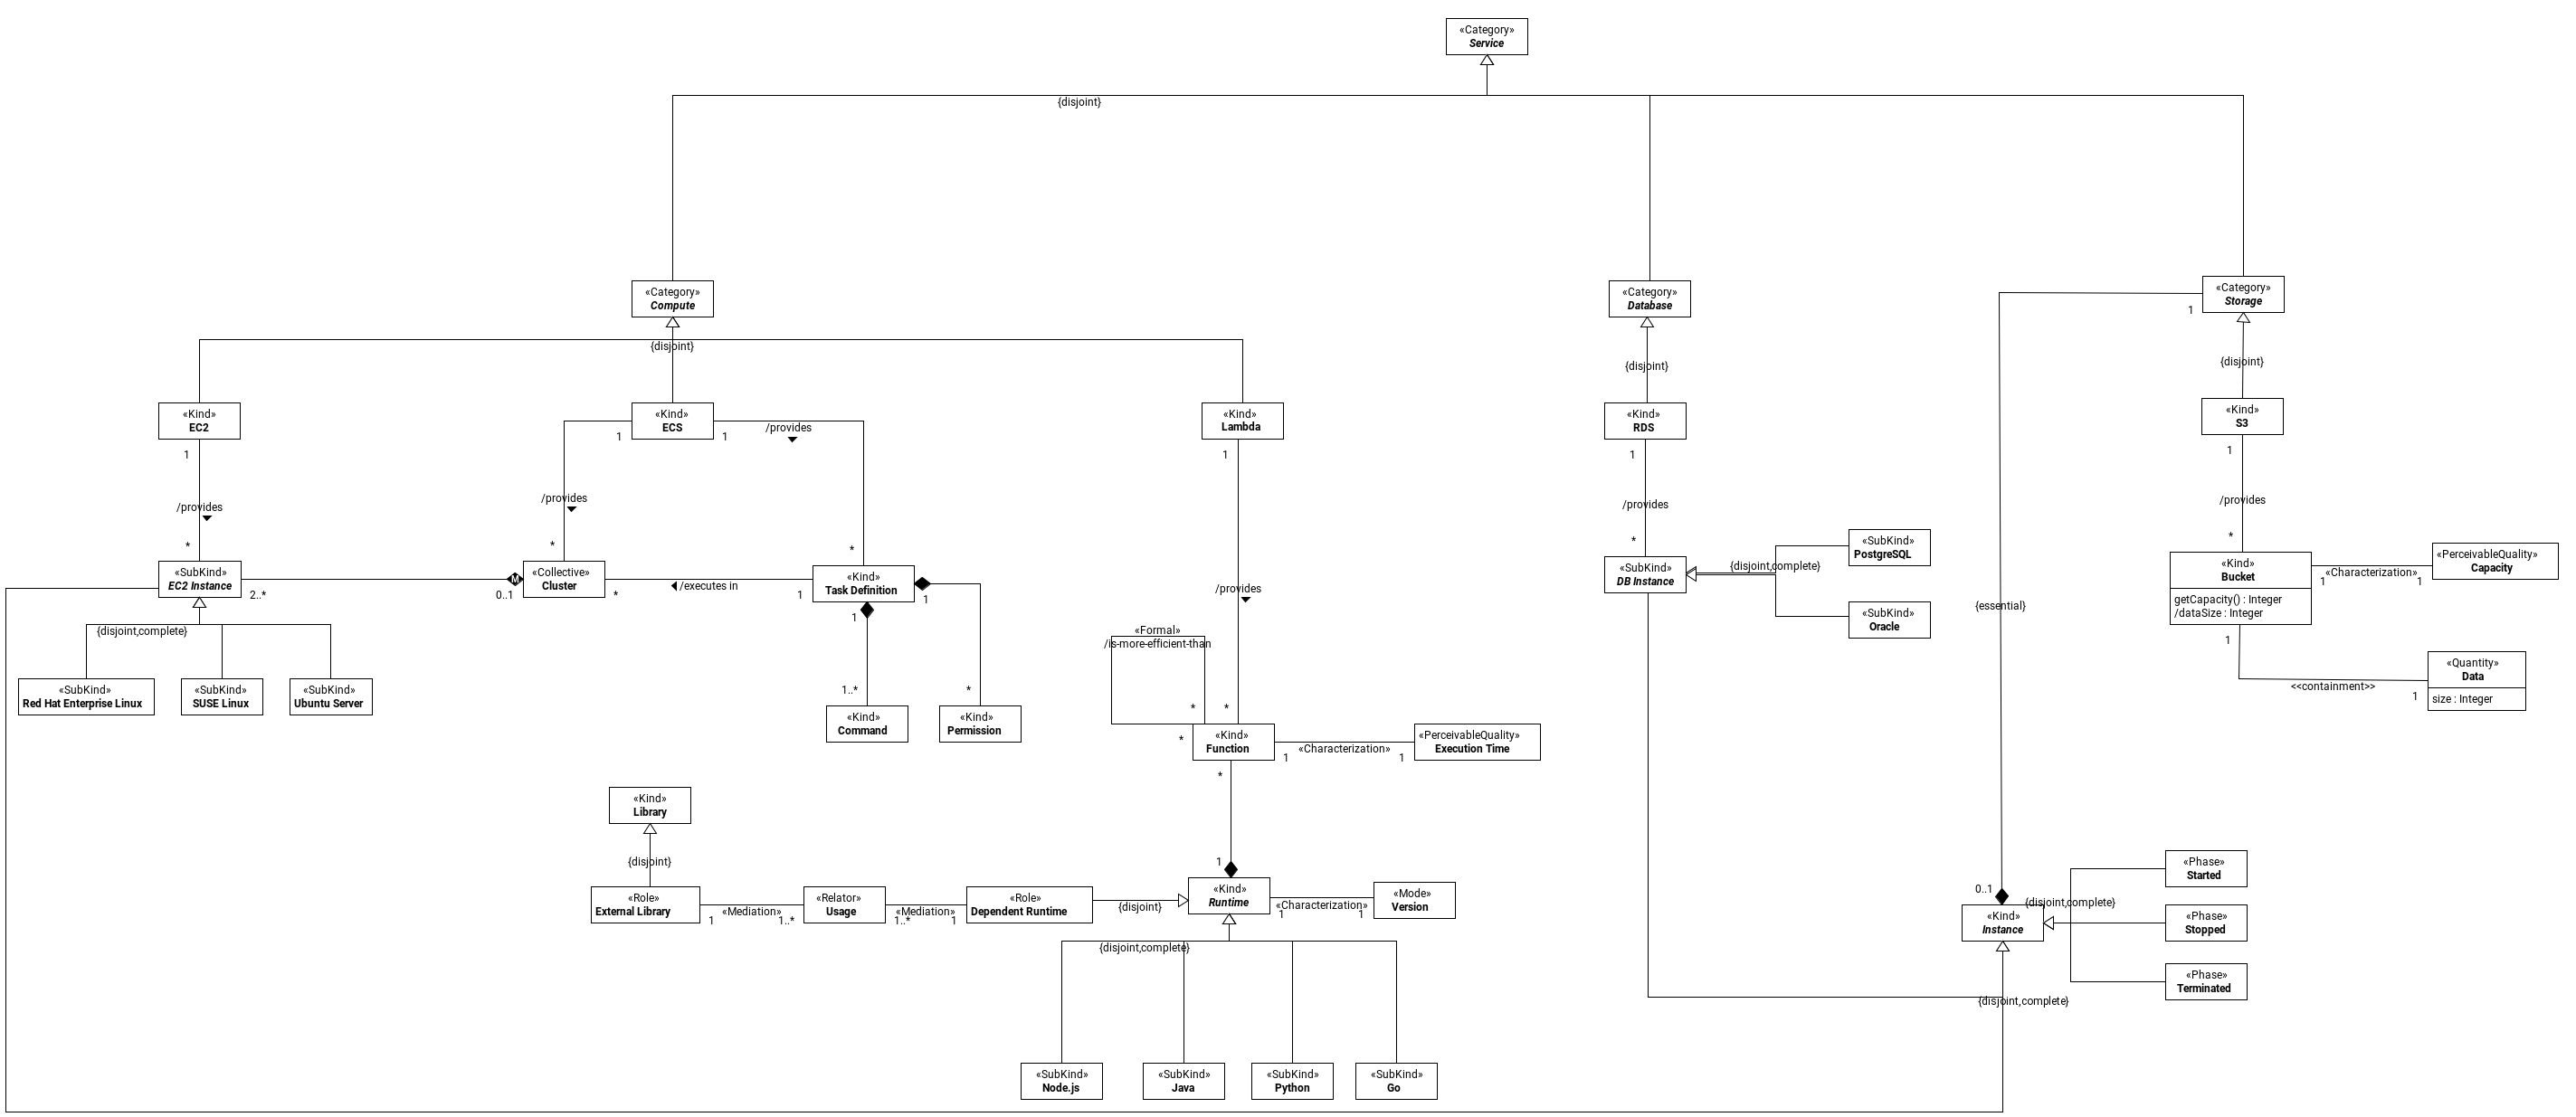 «Category»
Service
{disjoint}
«Category»
Compute
«Category»
Database
«Category»
Storage
1
{disjoint}
{disjoint}
{disjoint}
«Kind»
EC2
1
«Kind»
ECS
1
1
/provides
«Kind»
Lambda
1
«Kind»
RDS
1
«Kind»
S3
1
/provides
*
/provides
*
*
/provides
*
/provides
*
«SubKind»
EC2 Instance
2..*
M
0..1
«Collective»
Cluster
*
/executes in
1
«Kind»
Task Definition
1
1
/provides
«SubKind»
DB Instance
{disjoint,complete}
«SubKind»
PostgreSQL
«SubKind»
Oracle
{essential}
«Kind»
Bucket
getCapacity() : Integer
/dataSize : Integer
1
«Characterization»
1
«PerceivableQuality»
Capacity
1
<<containment>>
1
«Quantity»
Data
size : Integer
{disjoint,complete}
«SubKind»
Red Hat Enterprise Linux
«SubKind»
SUSE Linux
«SubKind»
Ubuntu Server
1..*
*
«Kind»
Command
«Kind»
Permission
«Formal»
/is-more-efficient-than
*
*
*
«Kind»
Function
1
«Characterization»
1
«PerceivableQuality»
Execution Time
*
«Kind»
Library
{disjoint}
«Role»
External Library
1
«Mediation»
1..*
«Relator»
Usage
1..*
«Mediation»
1
«Role»
Dependent Runtime
{disjoint}
1
«Kind»
Runtime
1
«Characterization»
1
«Mode»
Version
{disjoint,complete}
«SubKind»
Node.js
«SubKind»
Java
«SubKind»
Python
«SubKind»
Go
0..1
«Kind»
Instance
{disjoint,complete}
«Phase»
Started
«Phase»
Stopped
«Phase»
Terminated
{disjoint,complete}